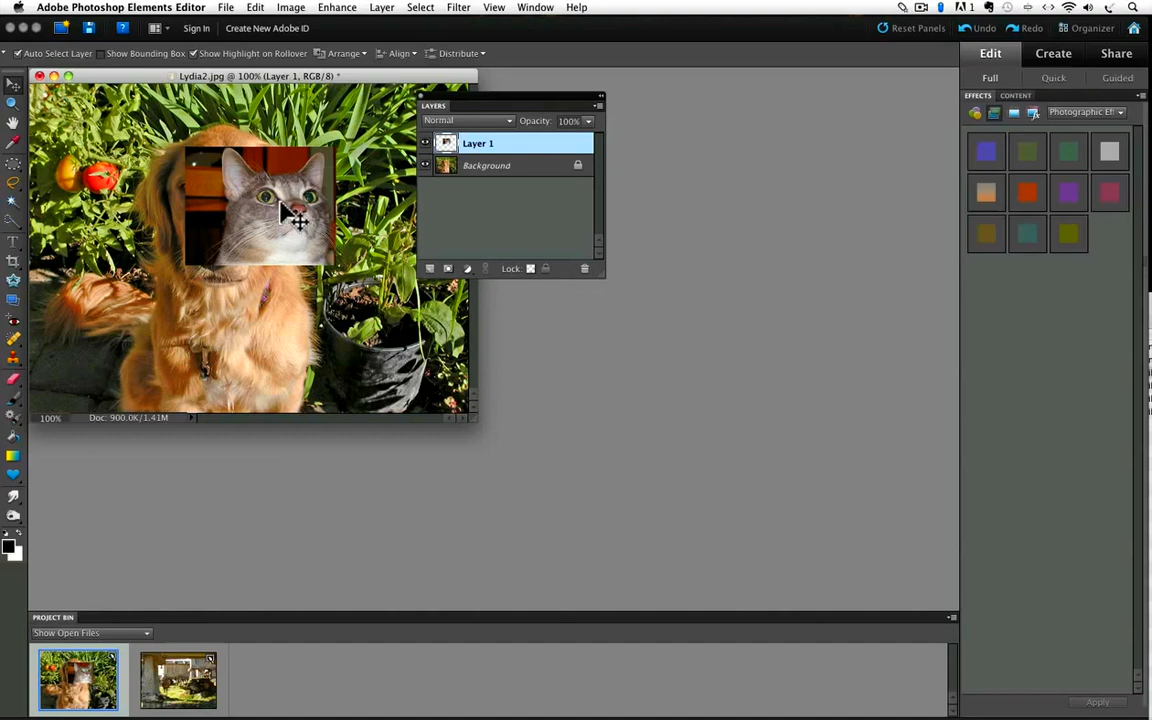 Adobe Photoshop Elements Editor File Edit Image Enhance Layer Select Filter View Window Help
Sign In Create New Adobe ID Reset Panels Undo Redo Organizer
Auto Select Layer Show Bounding Box Show Highlight on Rollover Arrange Align Distribute
Edit Create Share
Full Quick Guided
Lydia2.jpg @ 100% (Layer 1, RGB/8) *
EFFECTS CONTENT
LAYERS
Photographic Eff
Normal Opacity: 100%
Layer 1
Background
Lock:
100% Doc: 900.0K/1.41M
PROJECT BIN
Show Open Files
Apply